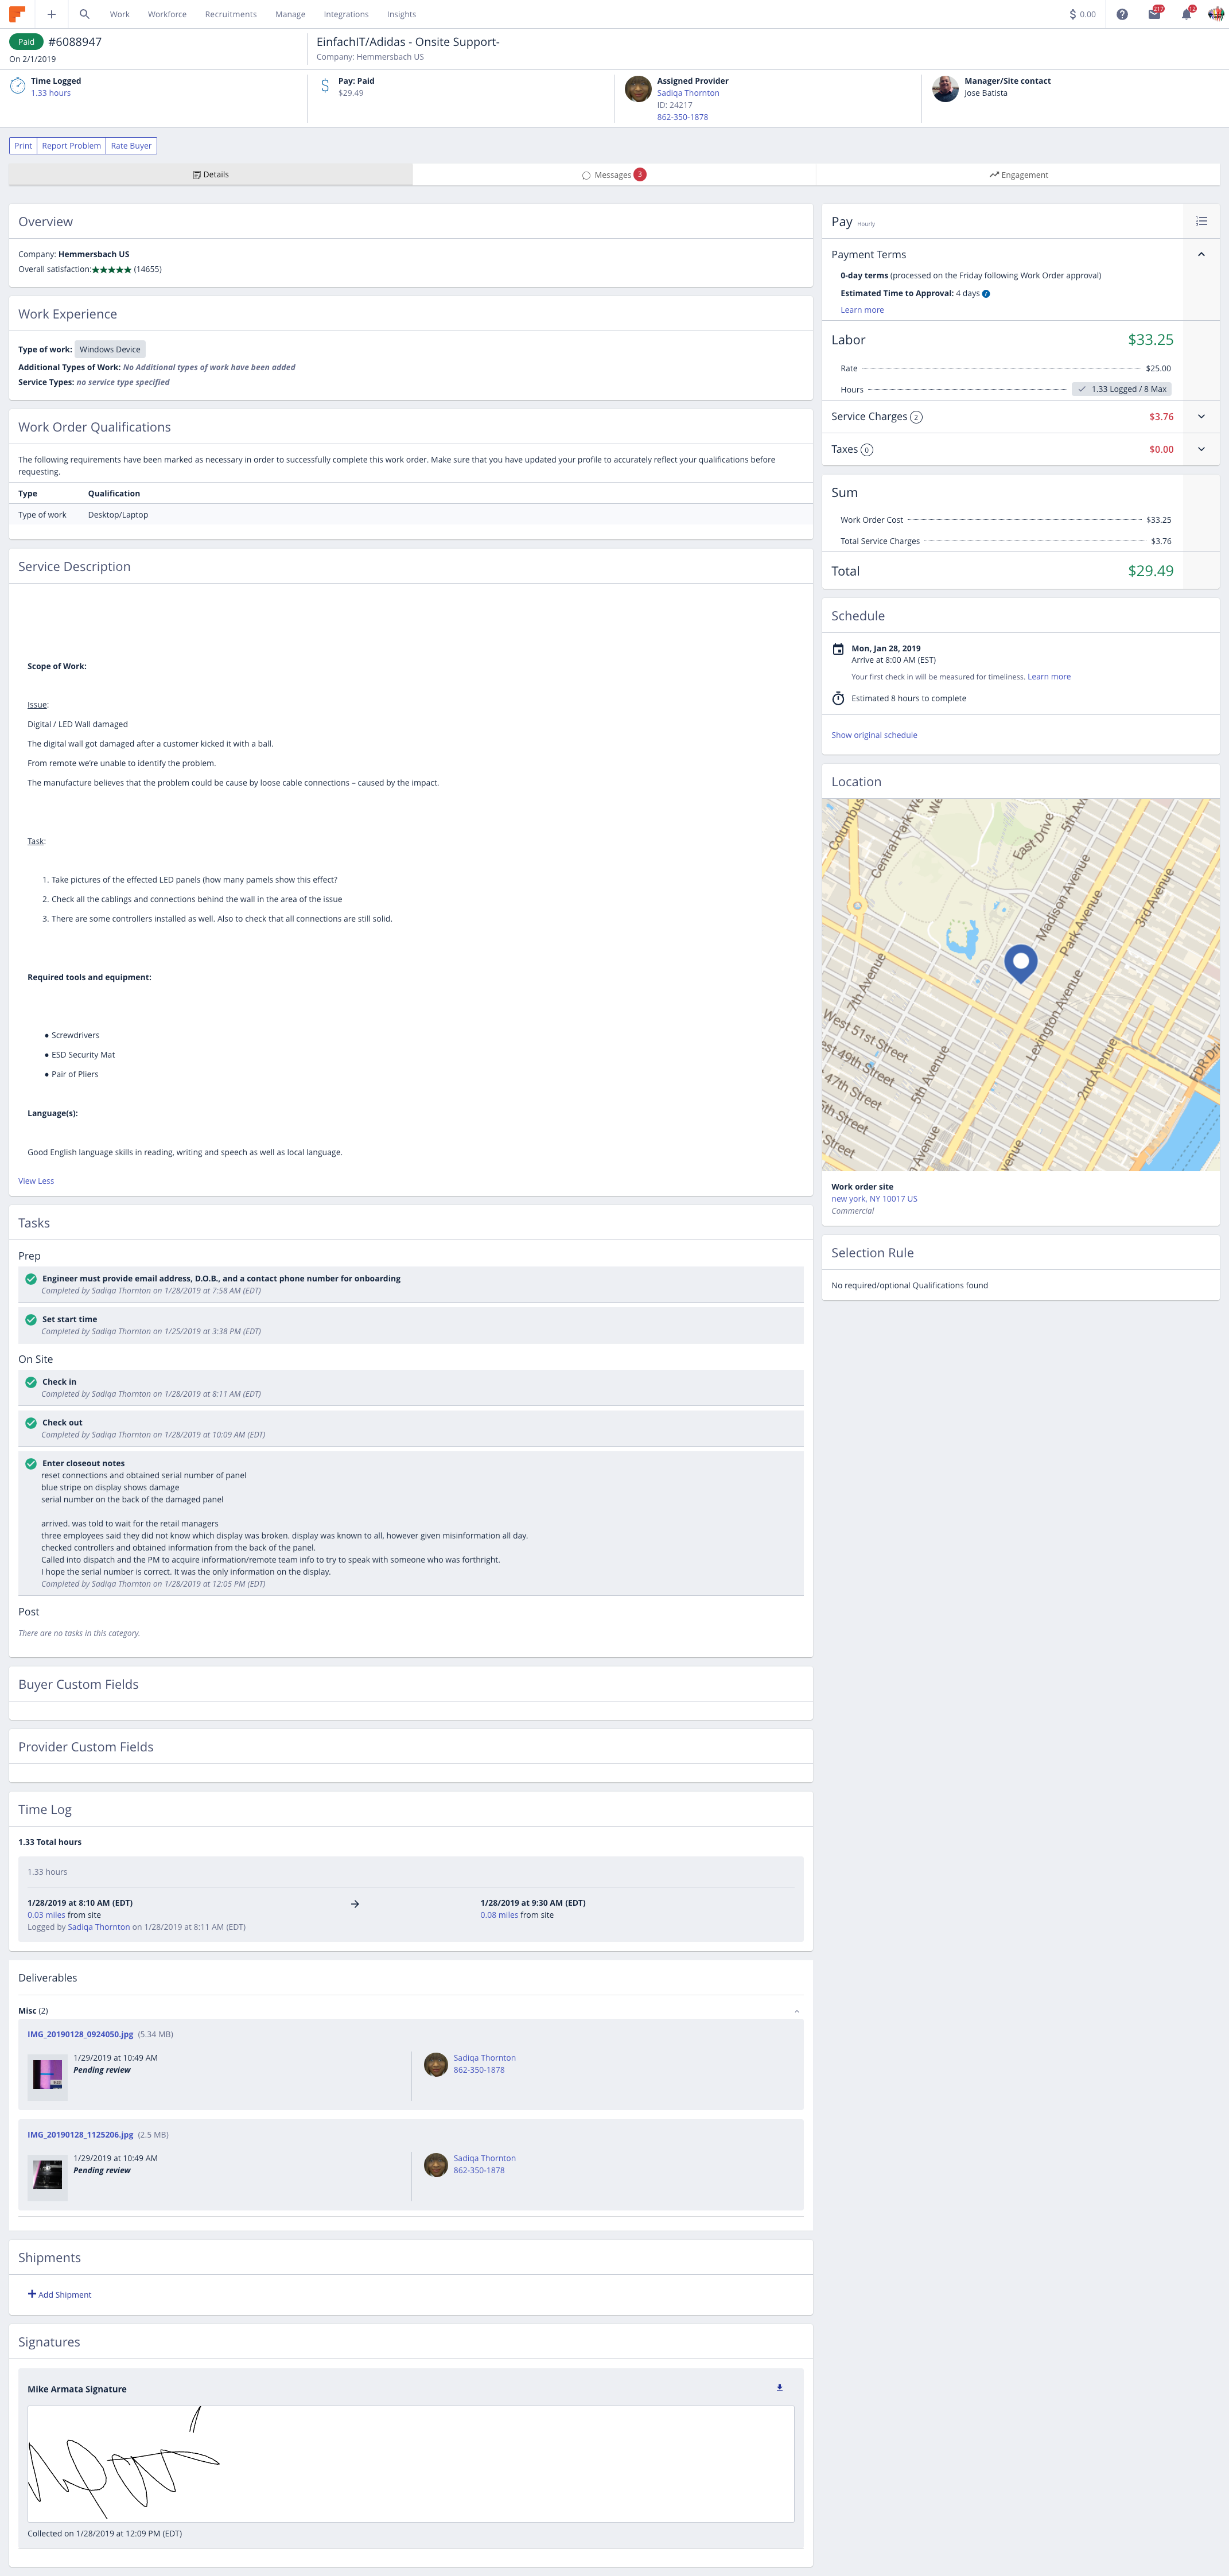 Work Workforce Recruitments Manage Integrations Insights $ 0.00 217 12
Paid #6088947
On 2/1/2019
EinfachIT/Adidas - Onsite Support-
Company: Hemmersbach US
Time Logged
1.33 hours
Pay: Paid
$29.49
Assigned Provider
Sadiqa Thornton
ID: 24217
862-350-1878
Manager/Site contact
Jose Batista
Print Report Problem Rate Buyer
Details Messages 3 Engagement
Overview
Company: Hemmersbach US
Overall satisfaction:★★★★★ (14655)
Work Experience
Type of work: Windows Device
Additional Types of Work: No Additional types of work have been added
Service Types: no service type specified
Work Order Qualifications
The following requirements have been marked as necessary in order to successfully complete this work order. Make sure that you have updated your profile to accurately reflect your qualifications before
requesting.
Type Qualification
Type of work Desktop/Laptop
Service Description
Scope of Work:
Issue:
Digital / LED Wall damaged
The digital wall got damaged after a customer kicked it with a ball.
From remote we're unable to identify the problem.
The manufacture believes that the problem could be cause by loose cable connections – caused by the impact.
Task:
1. Take pictures of the effected LED panels (how many pamels show this effect?
2. Check all the cablings and connections behind the wall in the area of the issue
3. There are some controllers installed as well. Also to check that all connections are still solid.
Required tools and equipment:
● Screwdrivers
● ESD Security Mat
● Pair of Pliers
Language(s):
Good English language skills in reading, writing and speech as well as local language.
View Less
Tasks
Prep
Engineer must provide email address, D.O.B., and a contact phone number for onboarding
Completed by Sadiqa Thornton on 1/28/2019 at 7:58 AM (EDT)
Set start time
Completed by Sadiqa Thornton on 1/25/2019 at 3:38 PM (EDT)
On Site
Check in
Completed by Sadiqa Thornton on 1/28/2019 at 8:11 AM (EDT)
Check out
Completed by Sadiqa Thornton on 1/28/2019 at 10:09 AM (EDT)
Enter closeout notes
reset connections and obtained serial number of panel
blue stripe on display shows damage
serial number on the back of the damaged panel
arrived. was told to wait for the retail managers
three employees said they did not know which display was broken. display was known to all, however given misinformation all day.
checked controllers and obtained information from the back of the panel.
Called into dispatch and the PM to acquire information/remote team info to try to speak with someone who was forthright.
I hope the serial number is correct. It was the only information on the display.
Completed by Sadiqa Thornton on 1/28/2019 at 12:05 PM (EDT)
Post
There are no tasks in this category.
Buyer Custom Fields
Provider Custom Fields
Time Log
1.33 Total hours
1.33 hours
1/28/2019 at 8:10 AM (EDT) → 1/28/2019 at 9:30 AM (EDT)
0.03 miles from site 0.08 miles from site
Logged by Sadiqa Thornton on 1/28/2019 at 8:11 AM (EDT)
Deliverables
Misc (2)
IMG_20190128_0924050.jpg (5.34 MB)
1/29/2019 at 10:49 AM
Pending review
Sadiqa Thornton
862-350-1878
IMG_20190128_1125206.jpg (2.5 MB)
1/29/2019 at 10:49 AM
Pending review
Sadiqa Thornton
862-350-1878
Shipments
+ Add Shipment
Signatures
Mike Armata Signature
Collected on 1/28/2019 at 12:09 PM (EDT)
Pay Hourly
Payment Terms
0-day terms (processed on the Friday following Work Order approval)
Estimated Time to Approval: 4 days
Learn more
Labor $33.25
Rate $25.00
Hours 1.33 Logged / 8 Max
Service Charges 2 $3.76
Taxes 0 $0.00
Sum
Work Order Cost $33.25
Total Service Charges $3.76
Total $29.49
Schedule
Mon, Jan 28, 2019
Arrive at 8:00 AM (EST)
Your first check in will be measured for timeliness. Learn more
Estimated 8 hours to complete
Show original schedule
Location
Columbus
Central Park We
We
East Drive
5th Av
Madison Avenue
Park Avenue
3rd Avenue
7th Avenue
Lexington Avenue
West 51st Street
est 49th Street
47th Street
5th Street
Street
5th Avenue
2nd Avenue
FDR Dri
n Avenue
venue
Work order site
new york, NY 10017 US
Commercial
Selection Rule
No required/optional Qualifications found